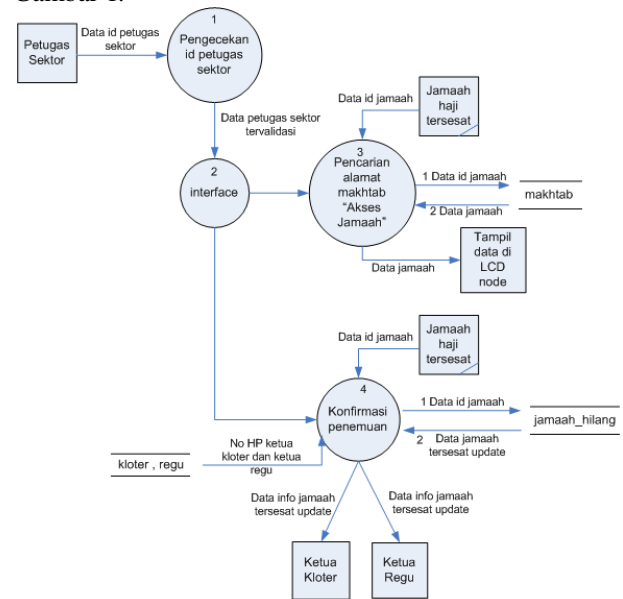 Gambar 1.
1
Pengecekan
id petugas
sektor
Petugas
Sektor
Data id petugas
sektor
Data petugas sektor
tervalidasi
2
interface
Jamaah
haji
tersesat
Data id jamaah
3
Pencarian
alamat
makhtab
“Akses
Jamaah”
1 Data id jamaah
2 Data jamaah
makhtab
Tampil
data di
LCD
node
Data jamaah
Jamaah
haji
tersesat
Data id jamaah
4
Konfirmasi
penemuan
1 Data id jamaah
2 Data jamaah
tersesat update
jamaah_hilang
No HP ketua
kloter dan ketua
regu
kloter , regu
Data info jamaah
tersesat update
Data info jamaah
tersesat update
Ketua
Kloter
Ketua
Regu